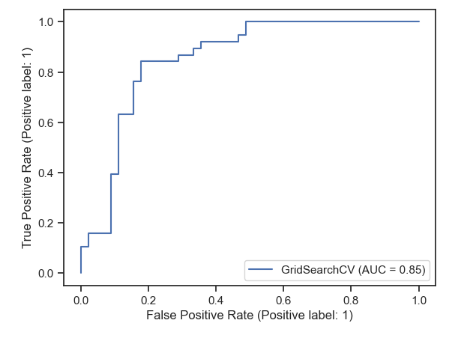 True Positive Rate (Positive label: 1)
1.0
0.8
0.6
0.4
0.2
0.0
GridSearchCV (AUC = 0.85)
0.0 0.2 0.4 0.6 0.8 1.0
False Positive Rate (Positive label: 1)